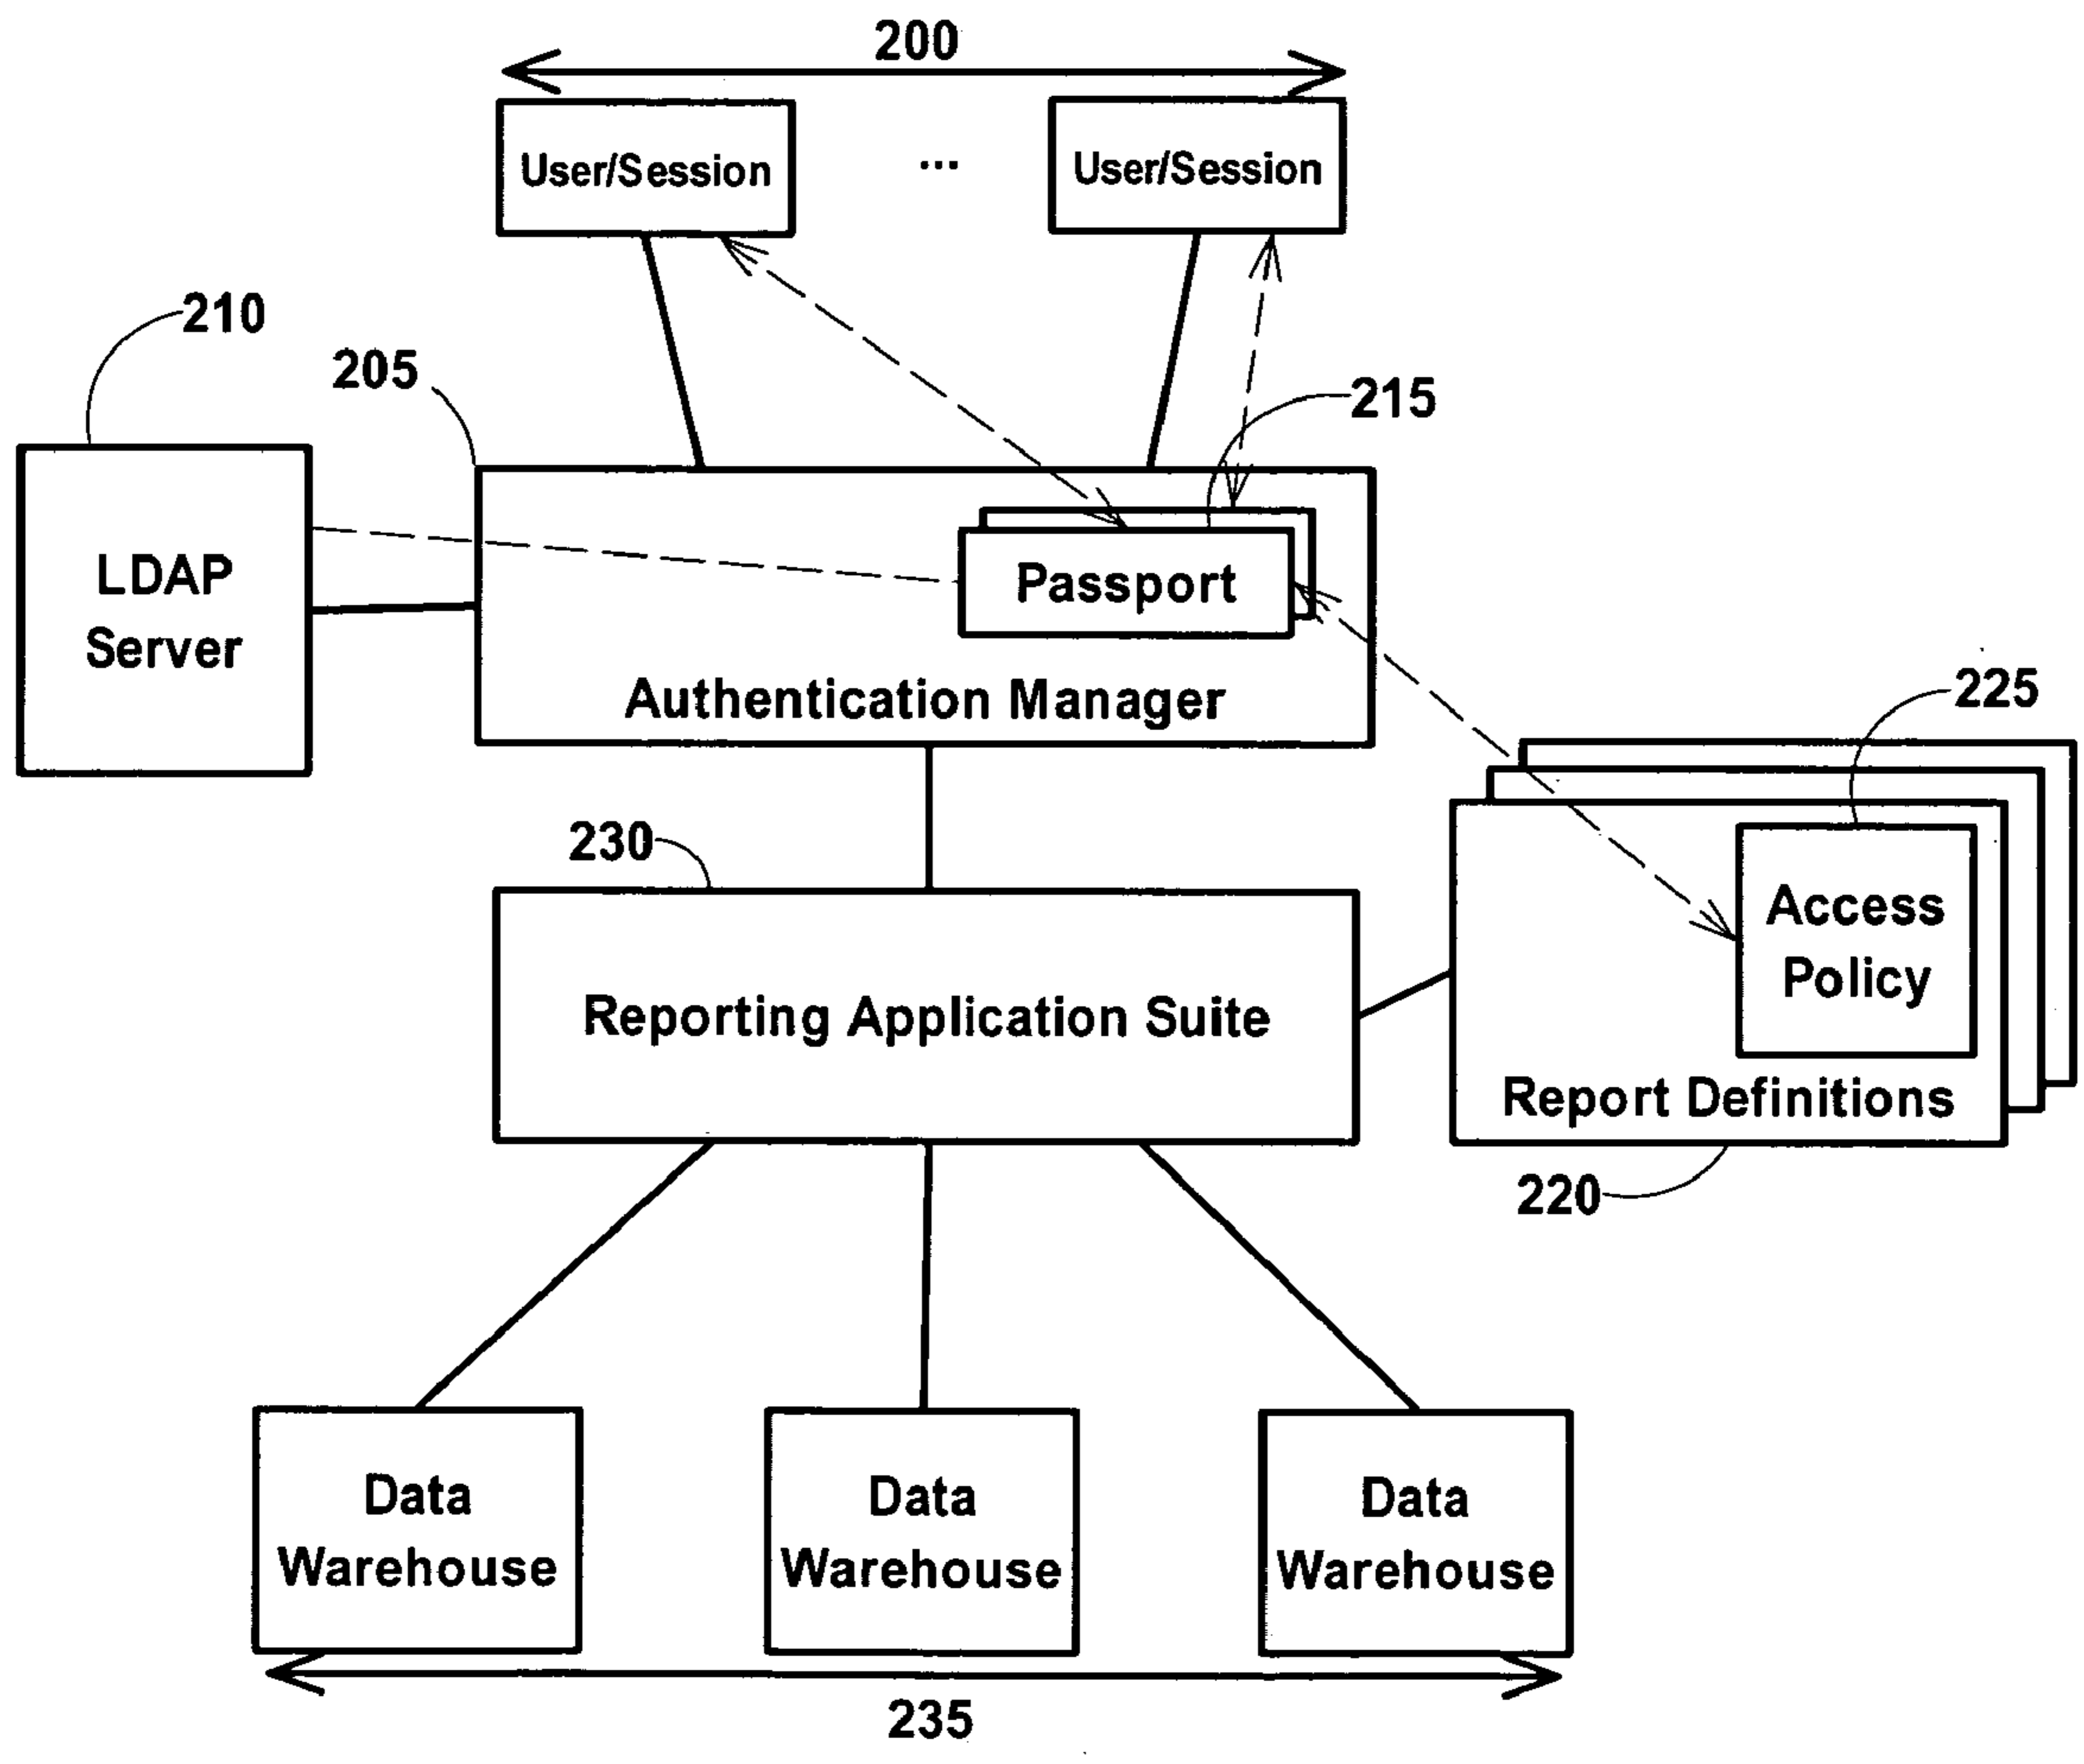 200
User/Session
...
User/Session
210
205
215
LDAP
Server
Passport
Authentication Manager
225
230
Access
Policy
Reporting Application Suite
Report Definitions
220
Data
Warehouse
Data
Warehouse
Data
Warehouse
235